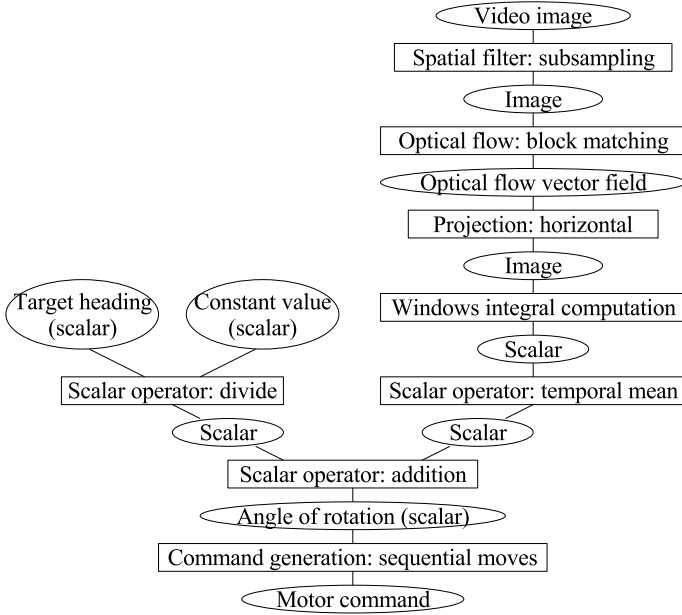 Video image
Spatial filter: subsampling
Image
Optical flow: block matching
Optical flow vector field
Projection: horizontal
Image
Target heading
(scalar)
Constant value
(scalar)
Windows integral computation
Scalar
Scalar operator: divide
Scalar operator: temporal mean
Scalar
Scalar
Scalar operator: addition
Angle of rotation (scalar)
Command generation: sequential moves
Motor command